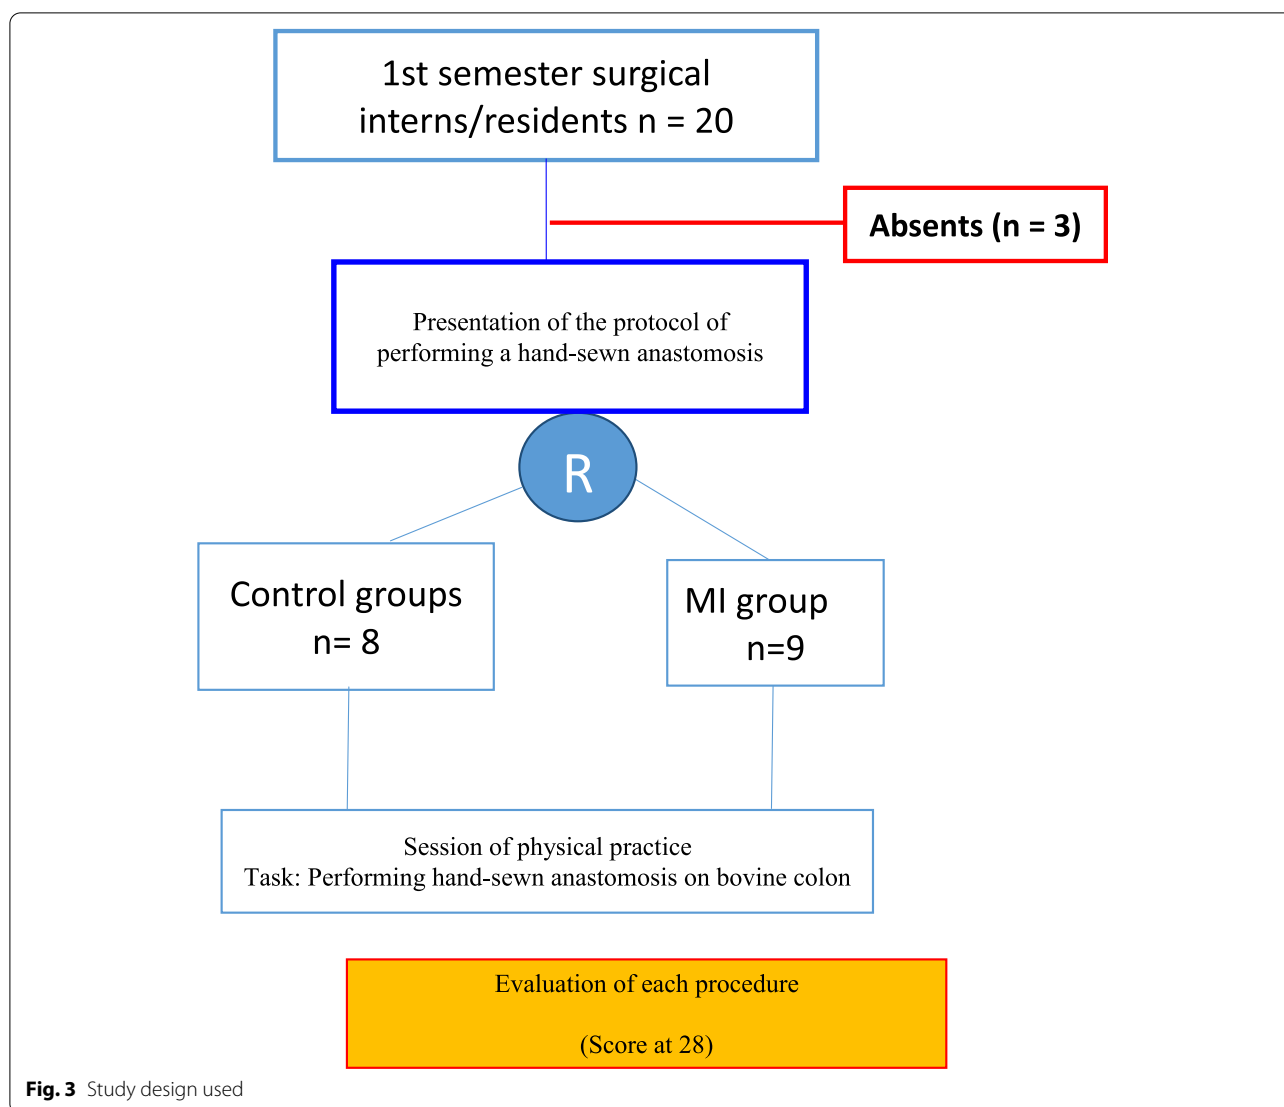 1st semester surgical
interns/residents n = 20
Absents (n = 3)
Presentation of the protocol of
performing a hand-sewn anastomosis
R
Control groups
n= 8
MI group
n=9
Session of physical practice
Task: Performing hand-sewn anastomosis on bovine colon
Evaluation of each procedure
(Score at 28)
Fig. 3 Study design used